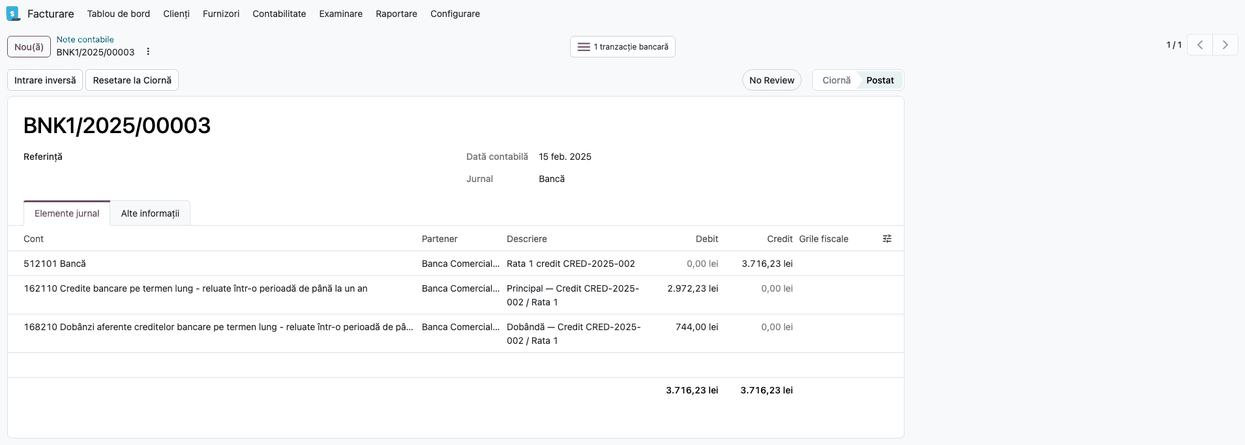 Facturare Tablou de bord Clienți Furnizori Contabilitate Examinare Raportare Configurare
Nou(ă) Note contabile
BNK1/2025/00003
1 tranzacție bancară
1 / 1
Intrare inversă Resetare la Ciornă No Review Ciornă Postat
BNK1/2025/00003
Referință Dată contabilă 15 feb. 2025
Jurnal Bancă
Elemente jurnal Alte informații
Cont Partener Descriere Debit Credit Grile fiscale
512101 Bancă Banca Comercial... Rata 1 credit CRED-2025-002 0,00 lei 3.716,23 lei
162110 Credite bancare pe termen lung - reluate într-o perioadă de până la un an Banca Comercial... Principal — Credit CRED-2025- 2.972,23 lei 0,00 lei
002 / Rata 1
168210 Dobânzi aferente creditelor bancare pe termen lung - reluate într-o perioadă de pâ... Banca Comercial... Dobândă — Credit CRED-2025- 744,00 lei 0,00 lei
002 / Rata 1
3.716,23 lei 3.716,23 lei